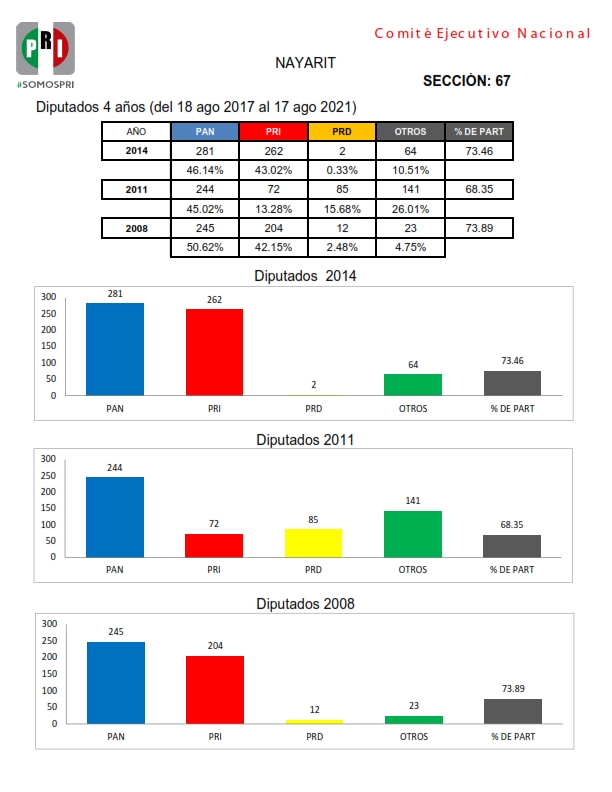 Comité Ejecutivo Nacional
PRI
#SOMOSPRI
NAYARIT
SECCIÓN: 67
Diputados 4 años (del 18 ago 2017 al 17 ago 2021)
AÑO PAN PRI PRD OTROS % DE PART
2014 281 262 2 64 73.46
46.14% 43.02% 0.33% 10.51%
2011 244 72 85 141 68.35
45.02% 13.28% 15.68% 26.01%
2008 245 204 12 23 73.89
50.62% 42.15% 2.48% 4.75%
Diputados 2014
300
250
200
150
100
50
0
281
262
2
64
73.46
PAN PRI PRD OTROS % DE PART
Diputados 2011
300
250
200
150
100
50
0
244
72
85
141
68.35
PAN PRI PRD OTROS % DE PART
Diputados 2008
300
250
200
150
100
50
0
245
204
12
23
73.89
PAN PRI PRD OTROS % DE PART